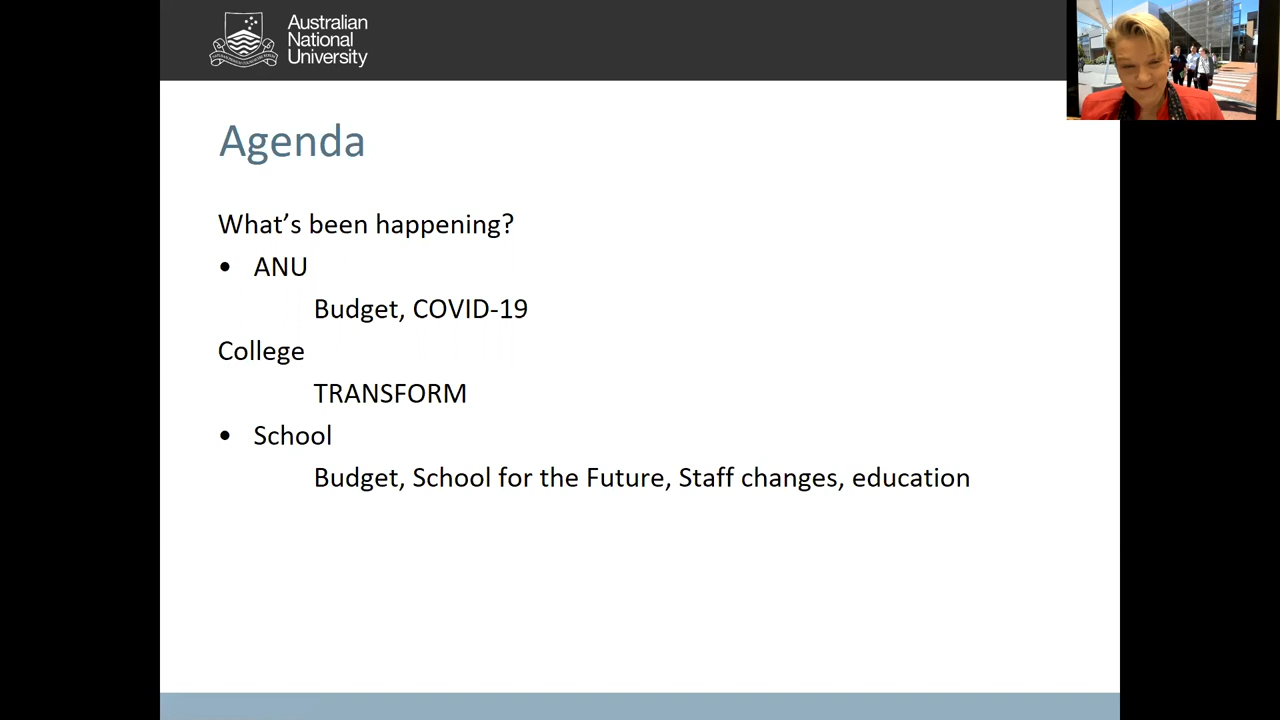 Australian
National
University
Agenda
What’s been happening?
• ANU
Budget, COVID-19
College
TRANSFORM
• School
Budget, School for the Future, Staff changes, education